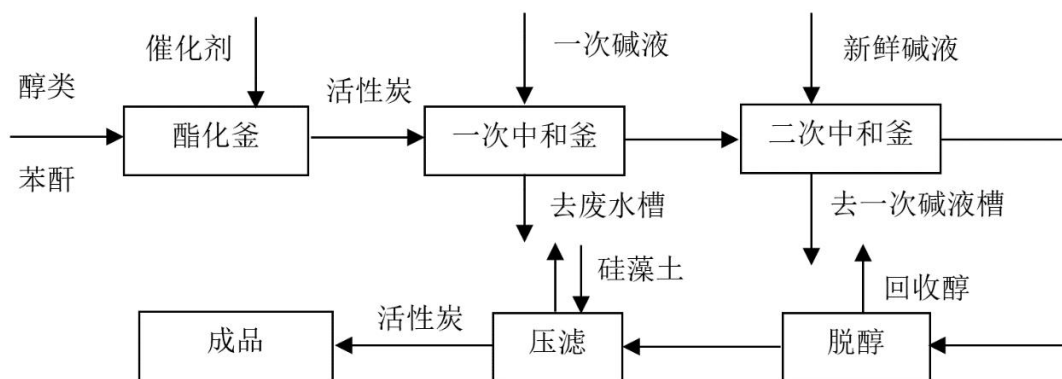 催化剂
一次碱液
新鲜碱液
醇类
活性炭
酯化釜
一次中和釜
二次中和釜
苯酐
去废水槽
去一次碱液槽
硅藻土
回收醇
活性炭
成品
压滤
脱醇